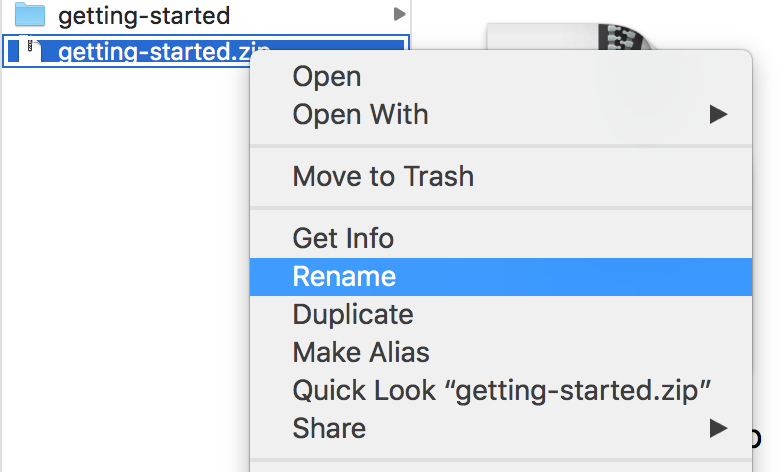 getting-started
getting-started.zip
Open
Open With
Move to Trash
Get Info
Rename
Duplicate
Make Alias
Quick Look “getting-started.zip”
Share